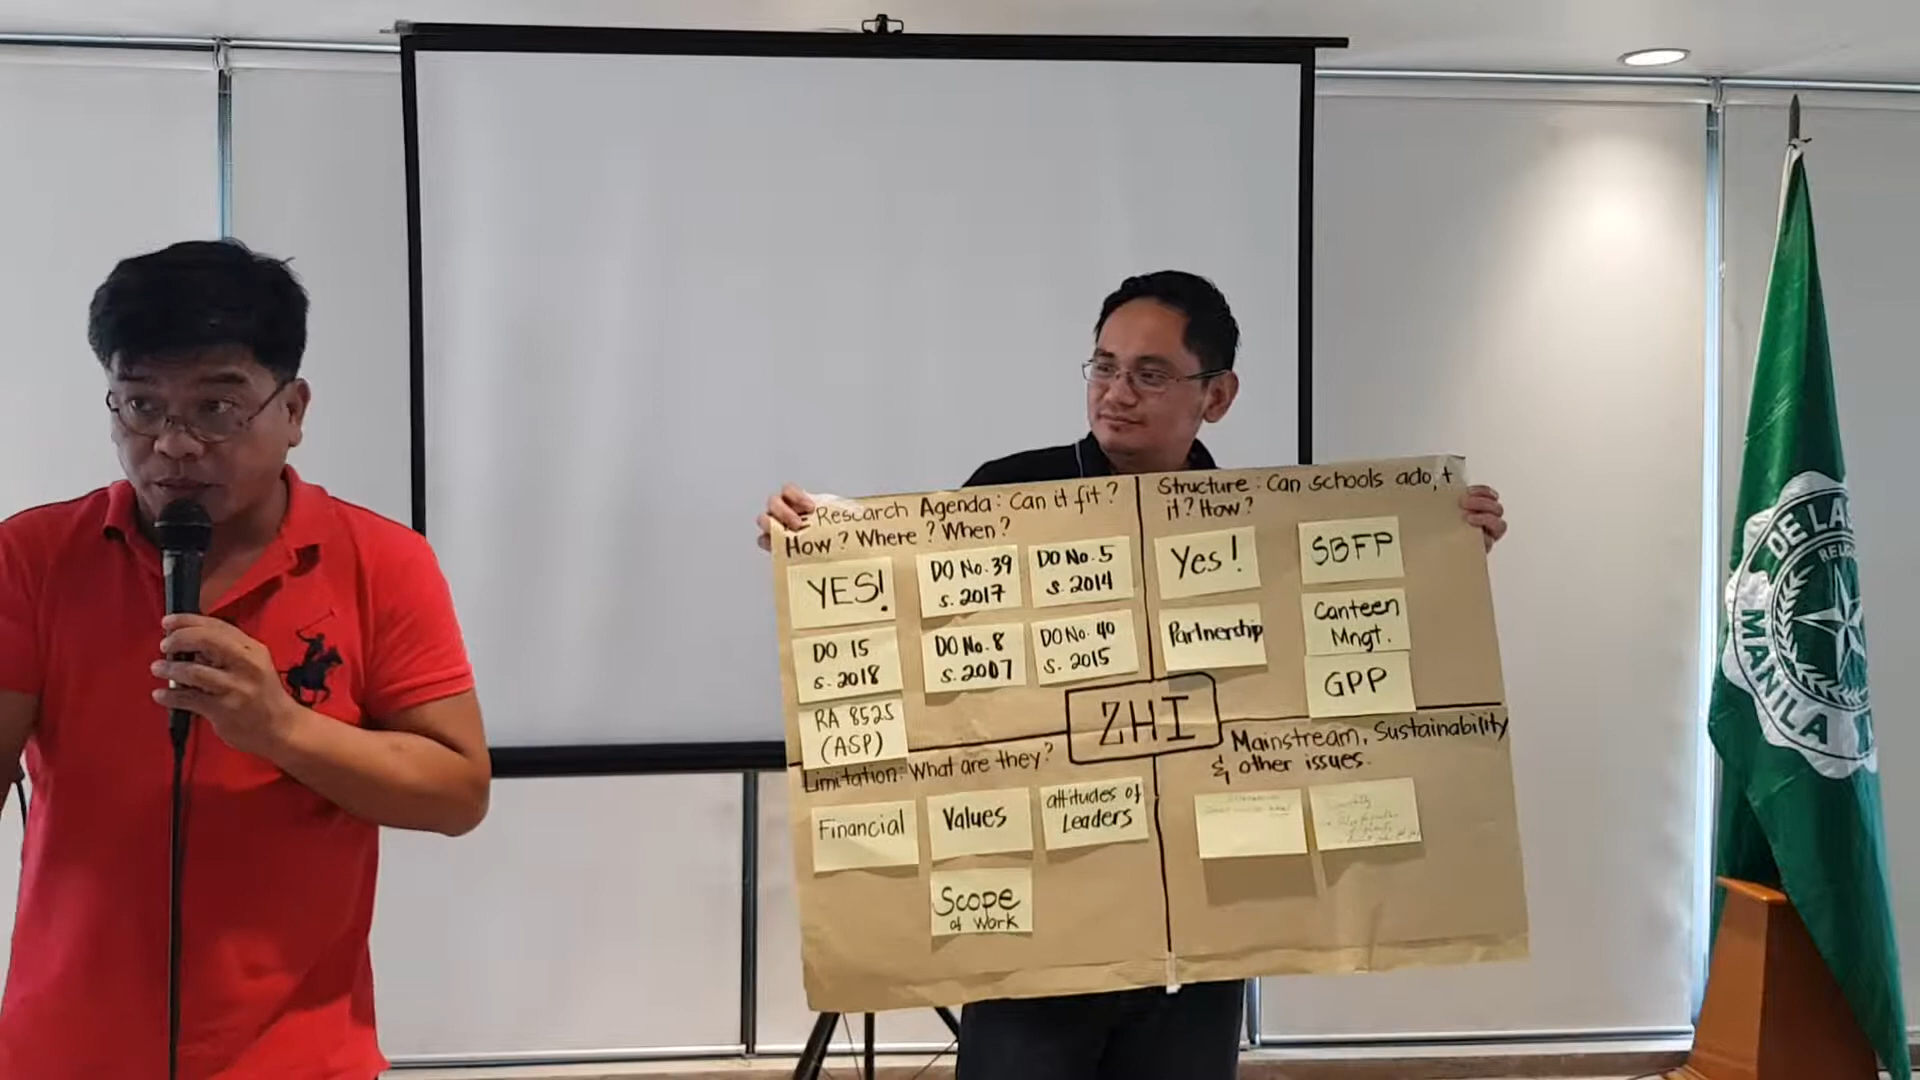 Research Agenda: Can it fit?
How? Where? When?
YES!
DO No. 39
s. 2017
DO No. 5
s. 2014
DO 15
s. 2018
DO No. 8
s. 2007
DO No. 40
s. 2015
RA 8525
(ASP)
Structure: Can schools ado,t
it? How?
Yes!
SBFP
Partnership
Canteen
Mngt.
GPP
ZHI
Limitation: What are they?
Financial
Values
attitudes of
Leaders
Scope
of Work
Mainstream, Sustainability
& other issues.
DE LA
MANILA